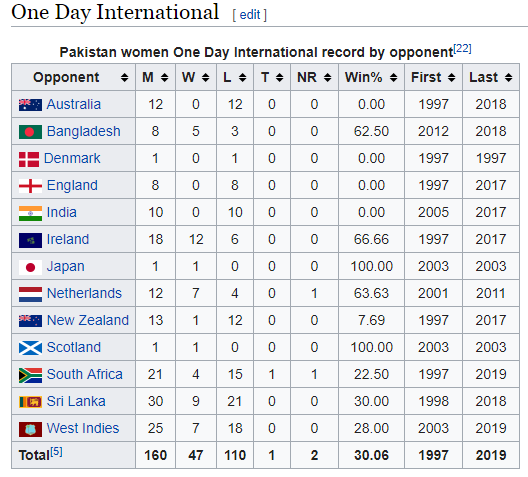 One Day International [ edit ]
Pakistan women One Day International record by opponent[22]
Opponent M W L T NR Win% First Last
Australia 12 0 12 0 0 0.00 1997 2018
Bangladesh 8 5 3 0 0 62.50 2012 2018
Denmark 1 0 1 0 0 0.00 1997 1997
England 8 0 8 0 0 0.00 1997 2017
India 10 0 10 0 0 0.00 2005 2017
Ireland 18 12 6 0 0 66.66 1997 2017
Japan 1 1 0 0 0 100.00 2003 2003
Netherlands 12 7 4 0 1 63.63 2001 2011
New Zealand 13 1 12 0 0 7.69 1997 2017
Scotland 1 1 0 0 0 100.00 2003 2003
South Africa 21 4 15 1 1 22.50 1997 2019
Sri Lanka 30 9 21 0 0 30.00 1998 2018
West Indies 25 7 18 0 0 28.00 2003 2019
Total[5] 160 47 110 1 2 30.06 1997 2019